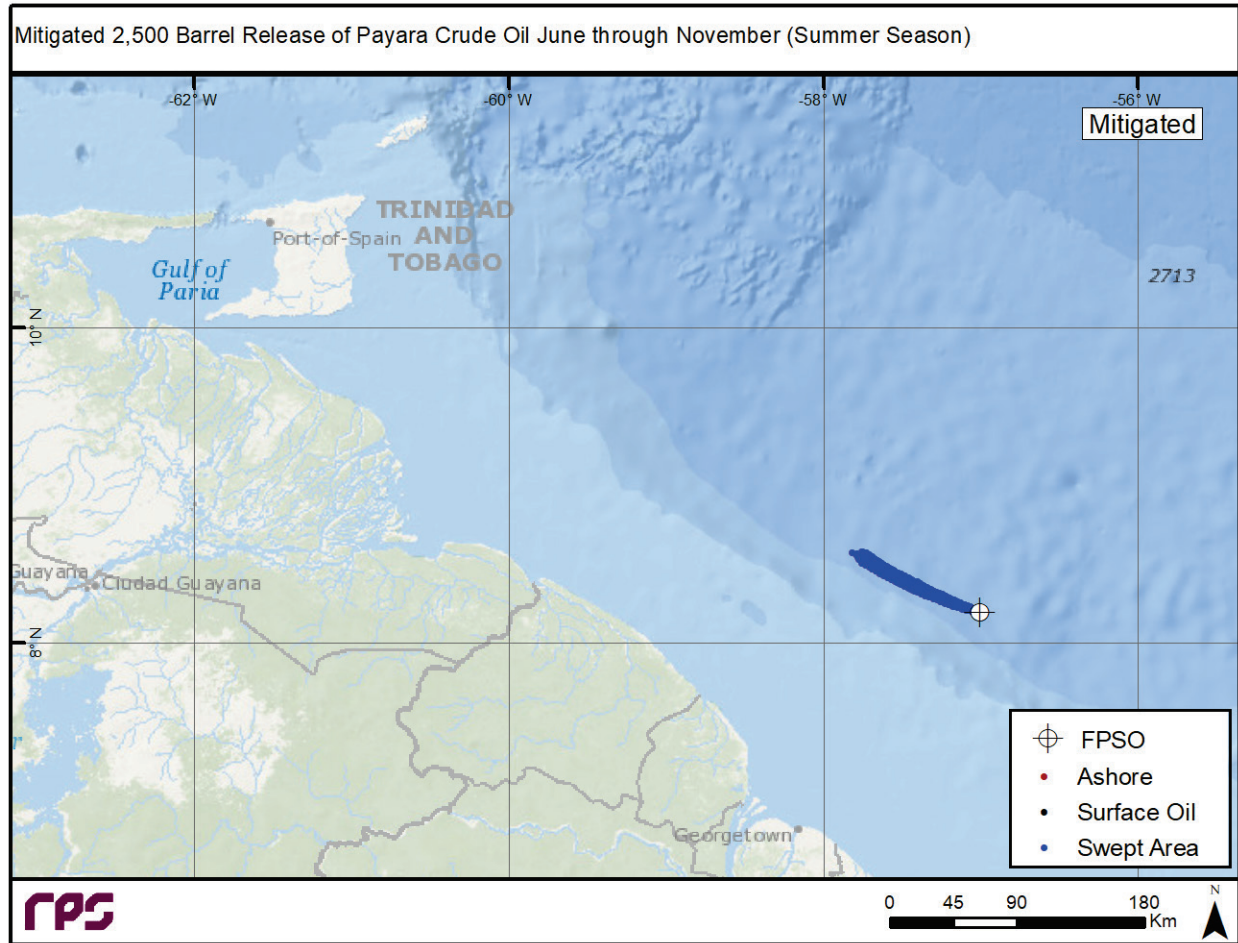 Mitigated 2,500 Barrel Release of Payara Crude Oil June through November (Summer Season)
-62° W
-60° W
-58° W
-56° W
Mitigated
TRINIDAD
AND
TOBAGO
Port-of-Spain
Gulf of
Paria
2713
10° N
Guayana
Ciudad Guayana
8° N
r
Georgetown
FPSO
Ashore
Surface Oil
Swept Area
rps
0 45 90 180
Km
N